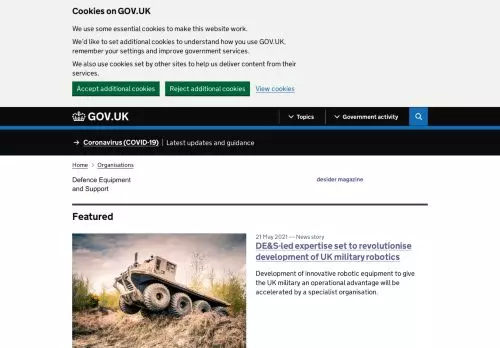 Cookies on GOV.UK
We use some essential cookies to make this website work.
We'd like to set additional cookies to understand how you use GOV.UK,
remember your settings and improve government services.
We also use cookies set by other sites to help us deliver content from their
services.
Accept additional cookies Reject additional cookies View cookies
GOV.UK Topics Government activity
→ Coronavirus (COVID-19) | Latest updates and guidance
Home > Organisations
Defence Equipment
and Support
desider magazine
Featured
21 May 2021 — News story
DE&S-led expertise set to revolutionise
development of UK military robotics
Development of innovative robotic equipment to give
the UK military an operational advantage will be
accelerated by a specialist organisation.